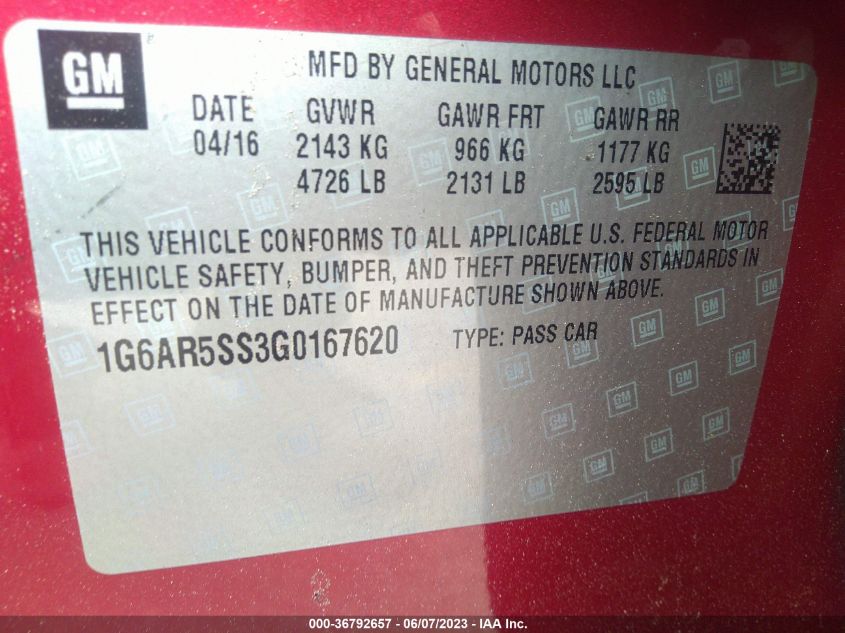 GM
MFD BY GENERAL MOTORS LLC
DATE GVWR GAWR FRT GAWR RR
04/16 2143 KG 966 KG 1177 KG
4726 LB 2131 LB 2595 LB
THIS VEHICLE CONFORMS TO ALL APPLICABLE U.S. FEDERAL MOTOR
VEHICLE SAFETY, BUMPER, AND THEFT PREVENTION STANDARDS IN
EFFECT ON THE DATE OF MANUFACTURE SHOWN ABOVE.
1G6AR5SS3G0167620 TYPE: PASS CAR
000-36792657 - 06/07/2023 - IAA Inc.